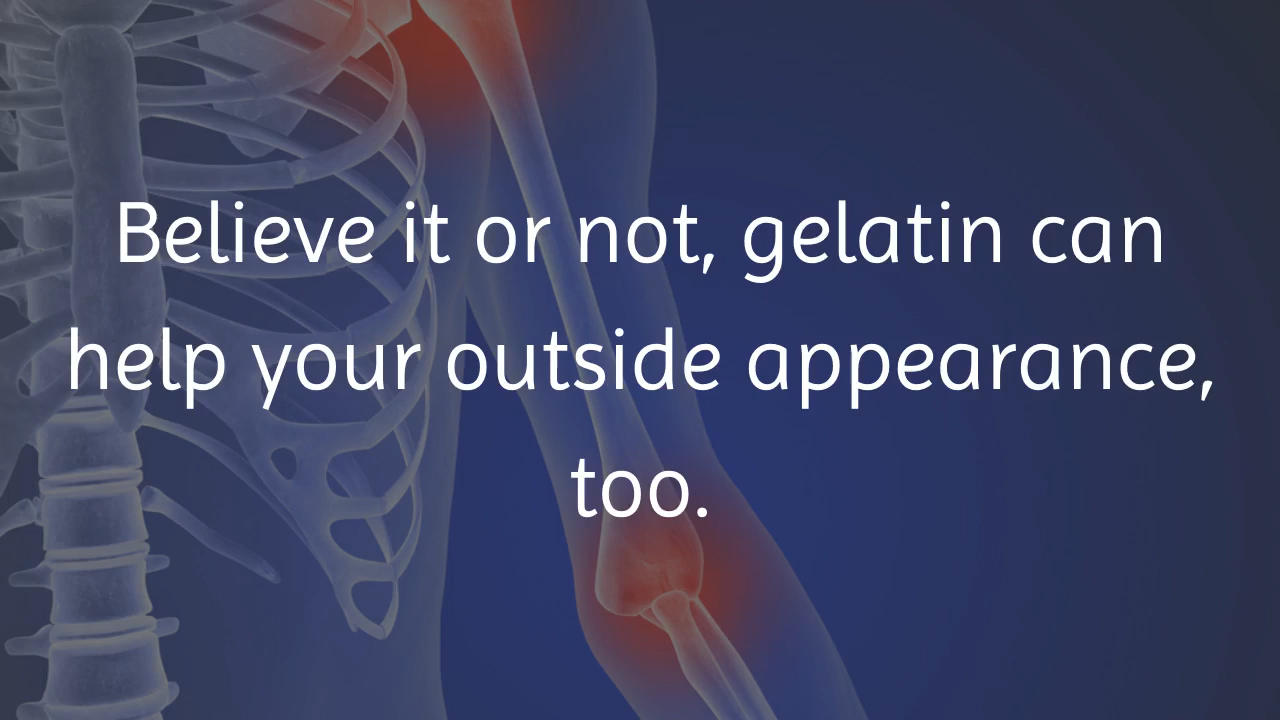 Believe it or not, gelatin can
help your outside appearance,
too.